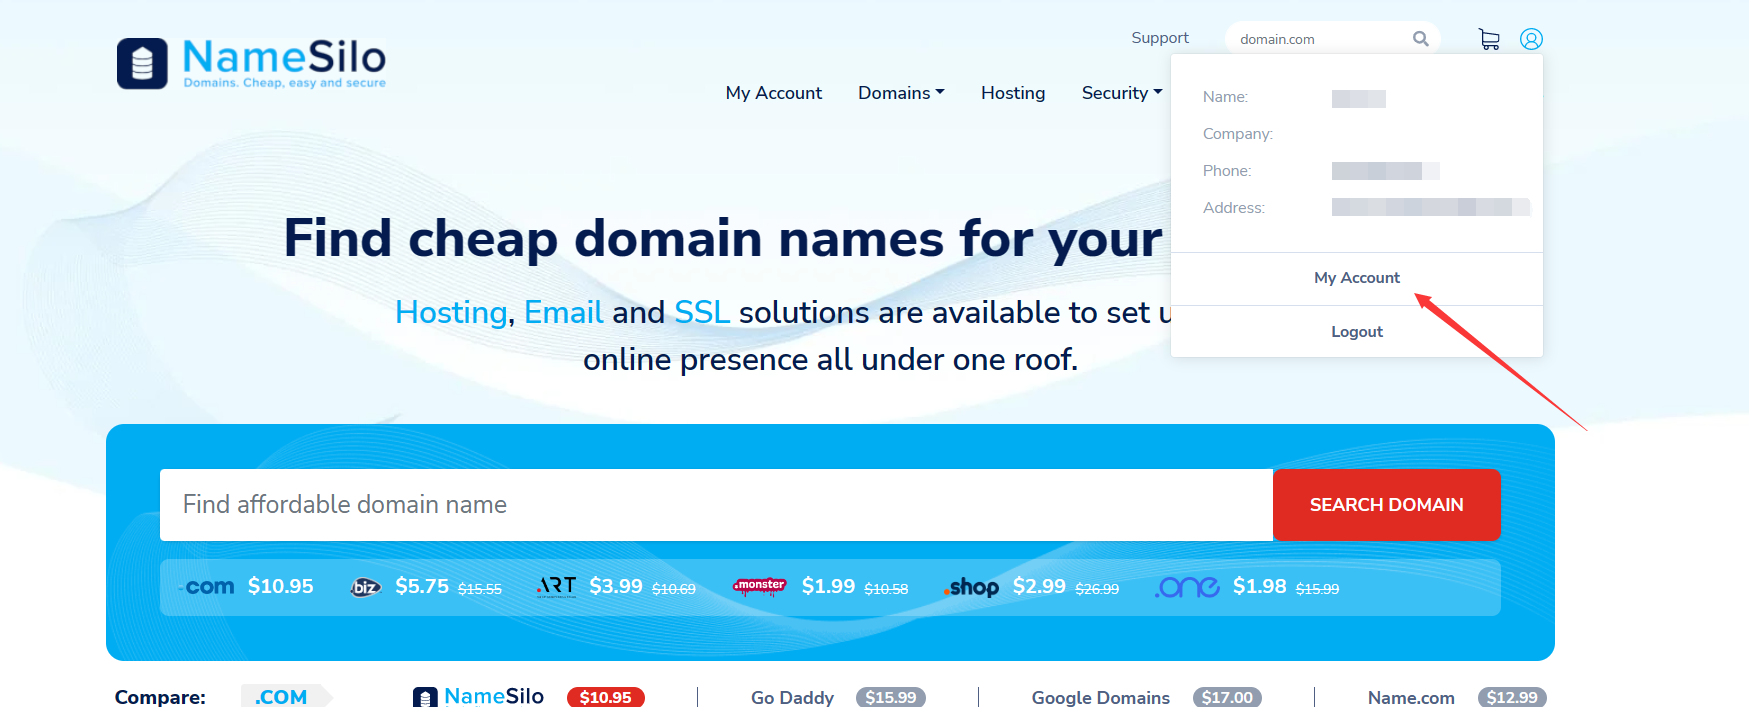 Support
domain.com
NameSilo
Domains. Cheap, easy and secure
My Account Domains Hosting Security
Name:
Company:
Phone:
Address:
My Account
Logout
Find cheap domain names for your
Hosting, Email and SSL solutions are available to set u
online presence all under one roof.
Find affordable domain name
SEARCH DOMAIN
.com $10.95 .biz $5.75 $15.55 .ART $3.99 $10.69 .monster $1.99 $10.58 .shop $2.99 $26.99 .one $1.98 $15.99
Compare: .COM NameSilo $10.95 Go Daddy $15.99 Google Domains $17.00 Name.com $12.99